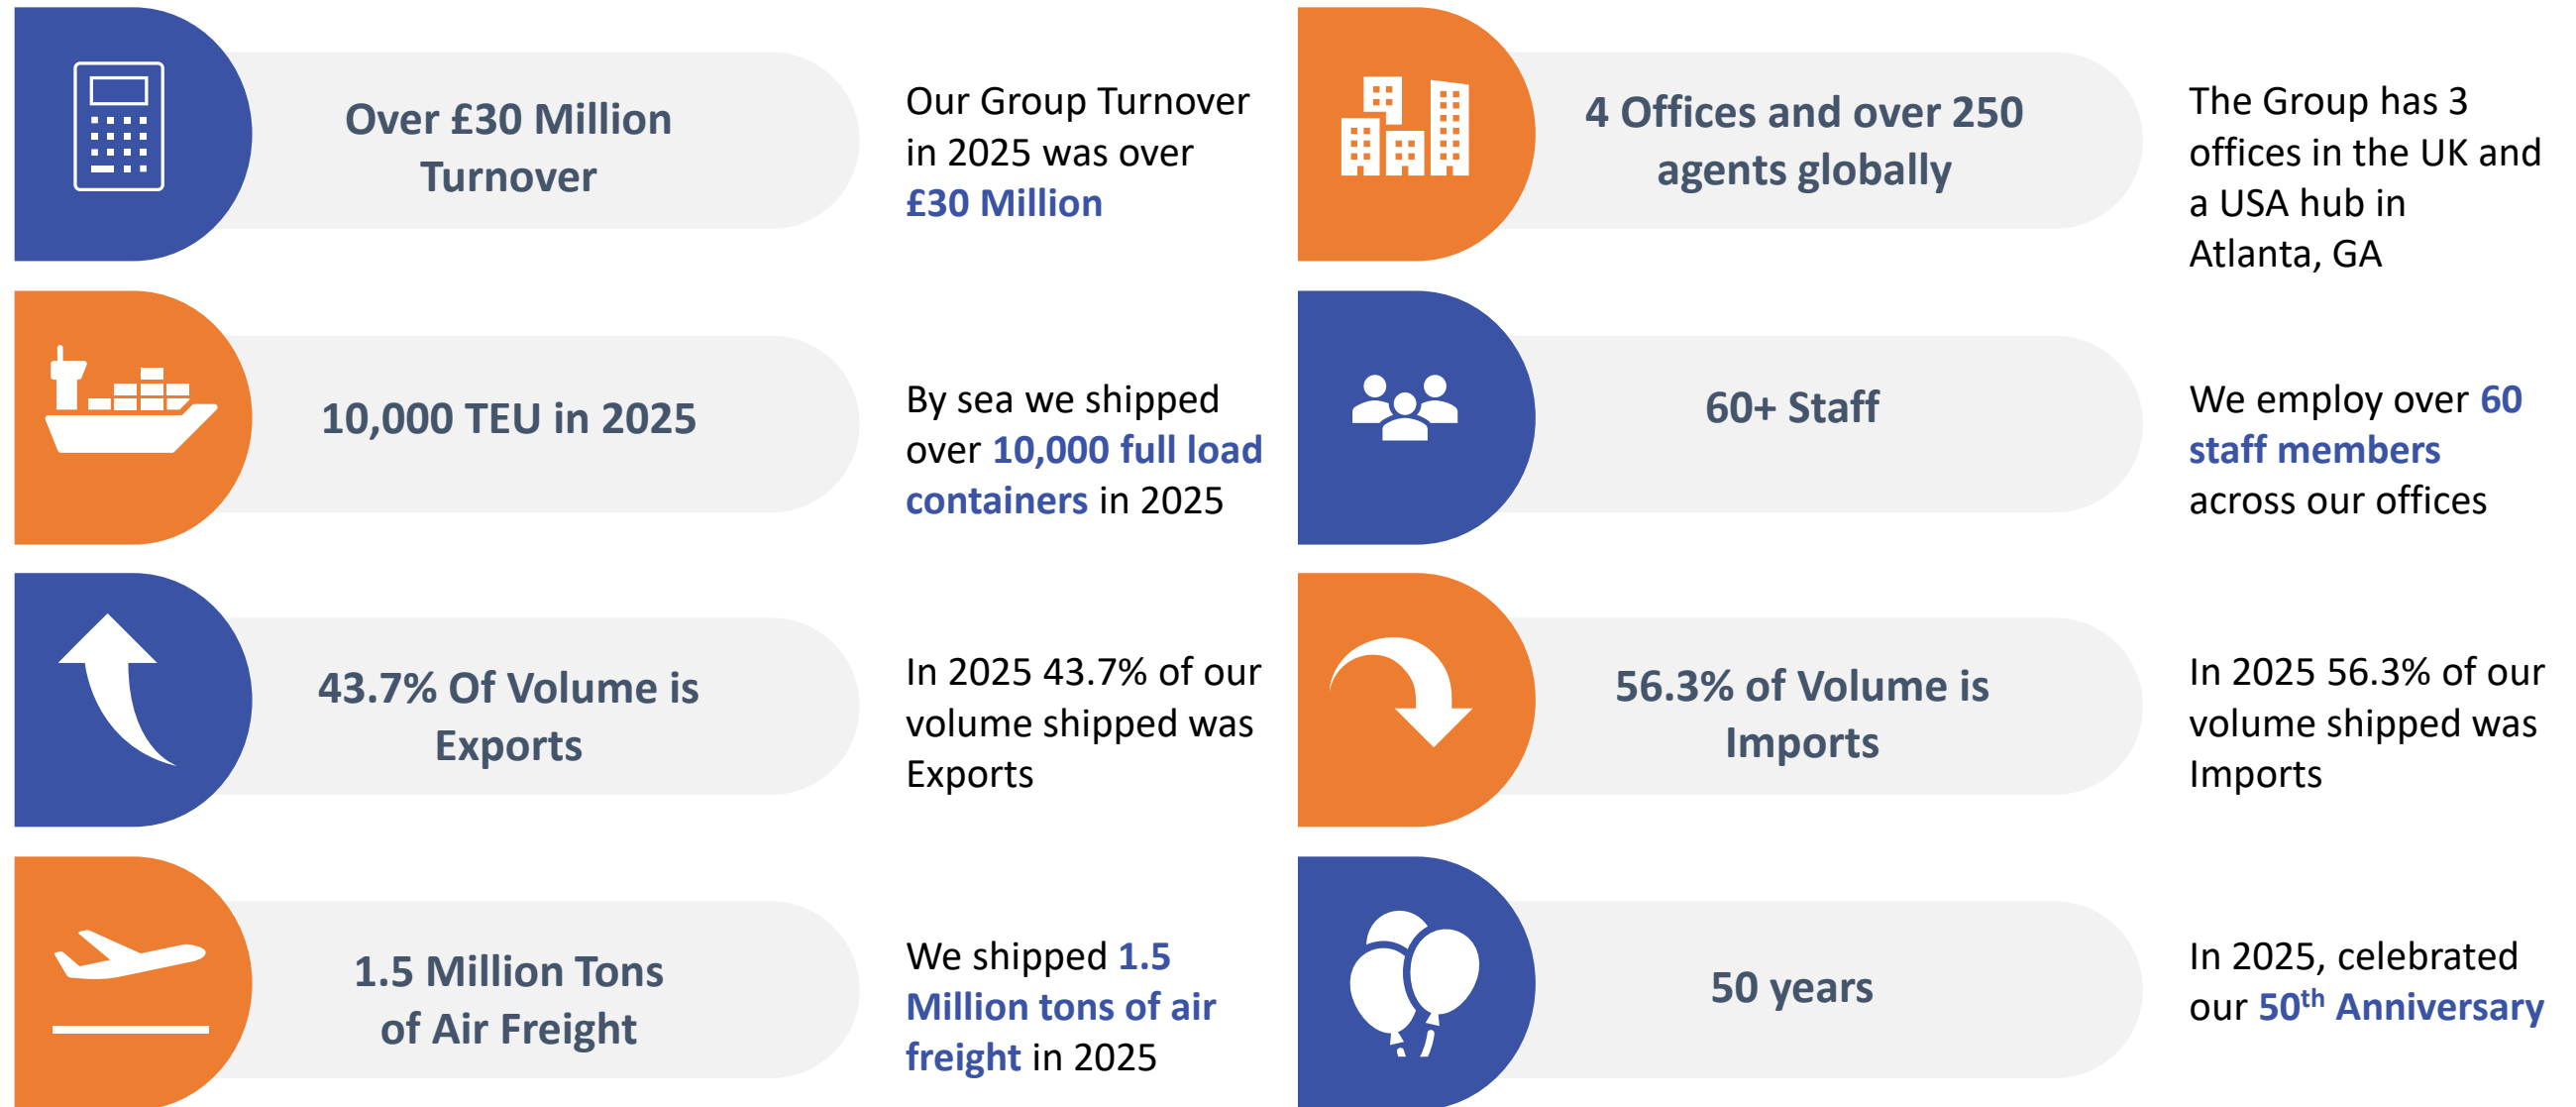 Over £30 Million
Turnover
Our Group Turnover
in 2025 was over
£30 Million
4 Offices and over 250
agents globally
The Group has 3
offices in the UK and
a USA hub in
Atlanta, GA
10,000 TEU in 2025
By sea we shipped
over 10,000 full load
containers in 2025
60+ Staff
We employ over 60
staff members
across our offices
43.7% Of Volume is
Exports
In 2025 43.7% of our
volume shipped was
Exports
56.3% of Volume is
Imports
In 2025 56.3% of our
volume shipped was
Imports
1.5 Million Tons
of Air Freight
We shipped 1.5
Million tons of air
freight in 2025
50 years
In 2025, celebrated
our 50th Anniversary